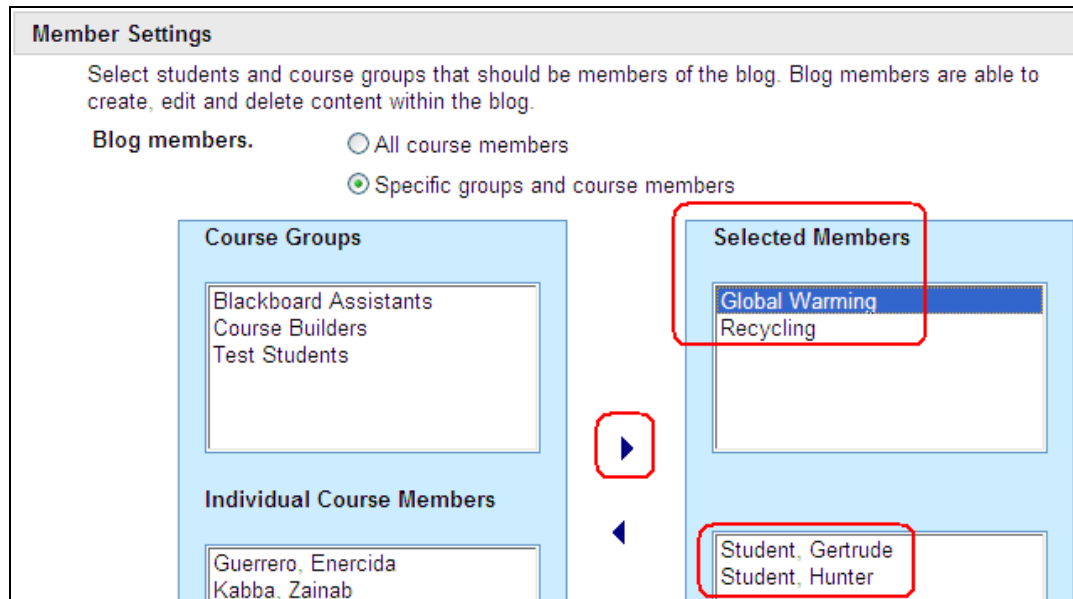 Member Settings
Select students and course groups that should be members of the blog. Blog members are able to
create, edit and delete content within the blog.
Blog members.
All course members
Specific groups and course members
Course Groups
Blackboard Assistants
Course Builders
Test Students
Selected Members
Global Warming
Recycling
Individual Course Members
Guerrero, Enercida
Kabba, Zainab
Student, Gertrude
Student, Hunter